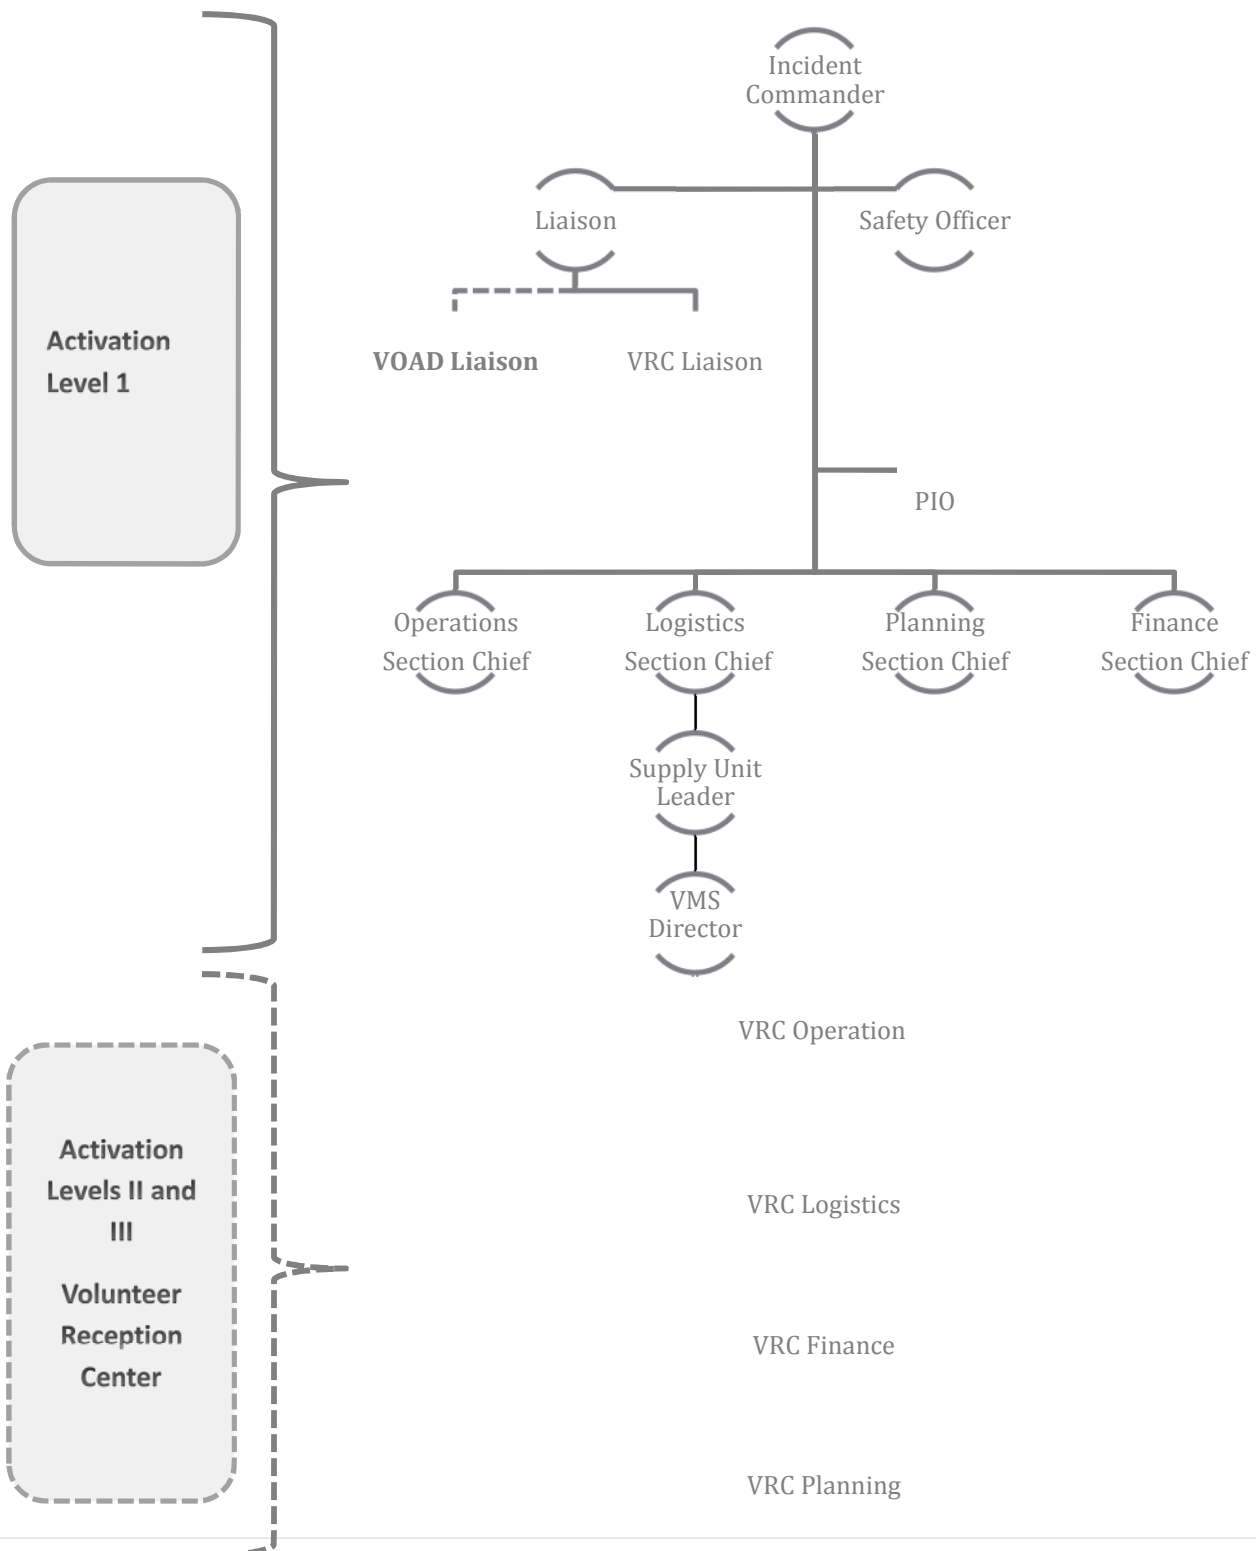 Incident
Commander
Liaison
Safety Officer
Activation
Level 1
VOAD Liaison
VRC Liaison
PIO
Operations
Section Chief
Logistics
Section Chief
Planning
Section Chief
Finance
Section Chief
Supply Unit
Leader
VMS
Director
VRC Operation
Activation
Levels II and
III
Volunteer
Reception
Center
VRC Logistics
VRC Finance
VRC Planning